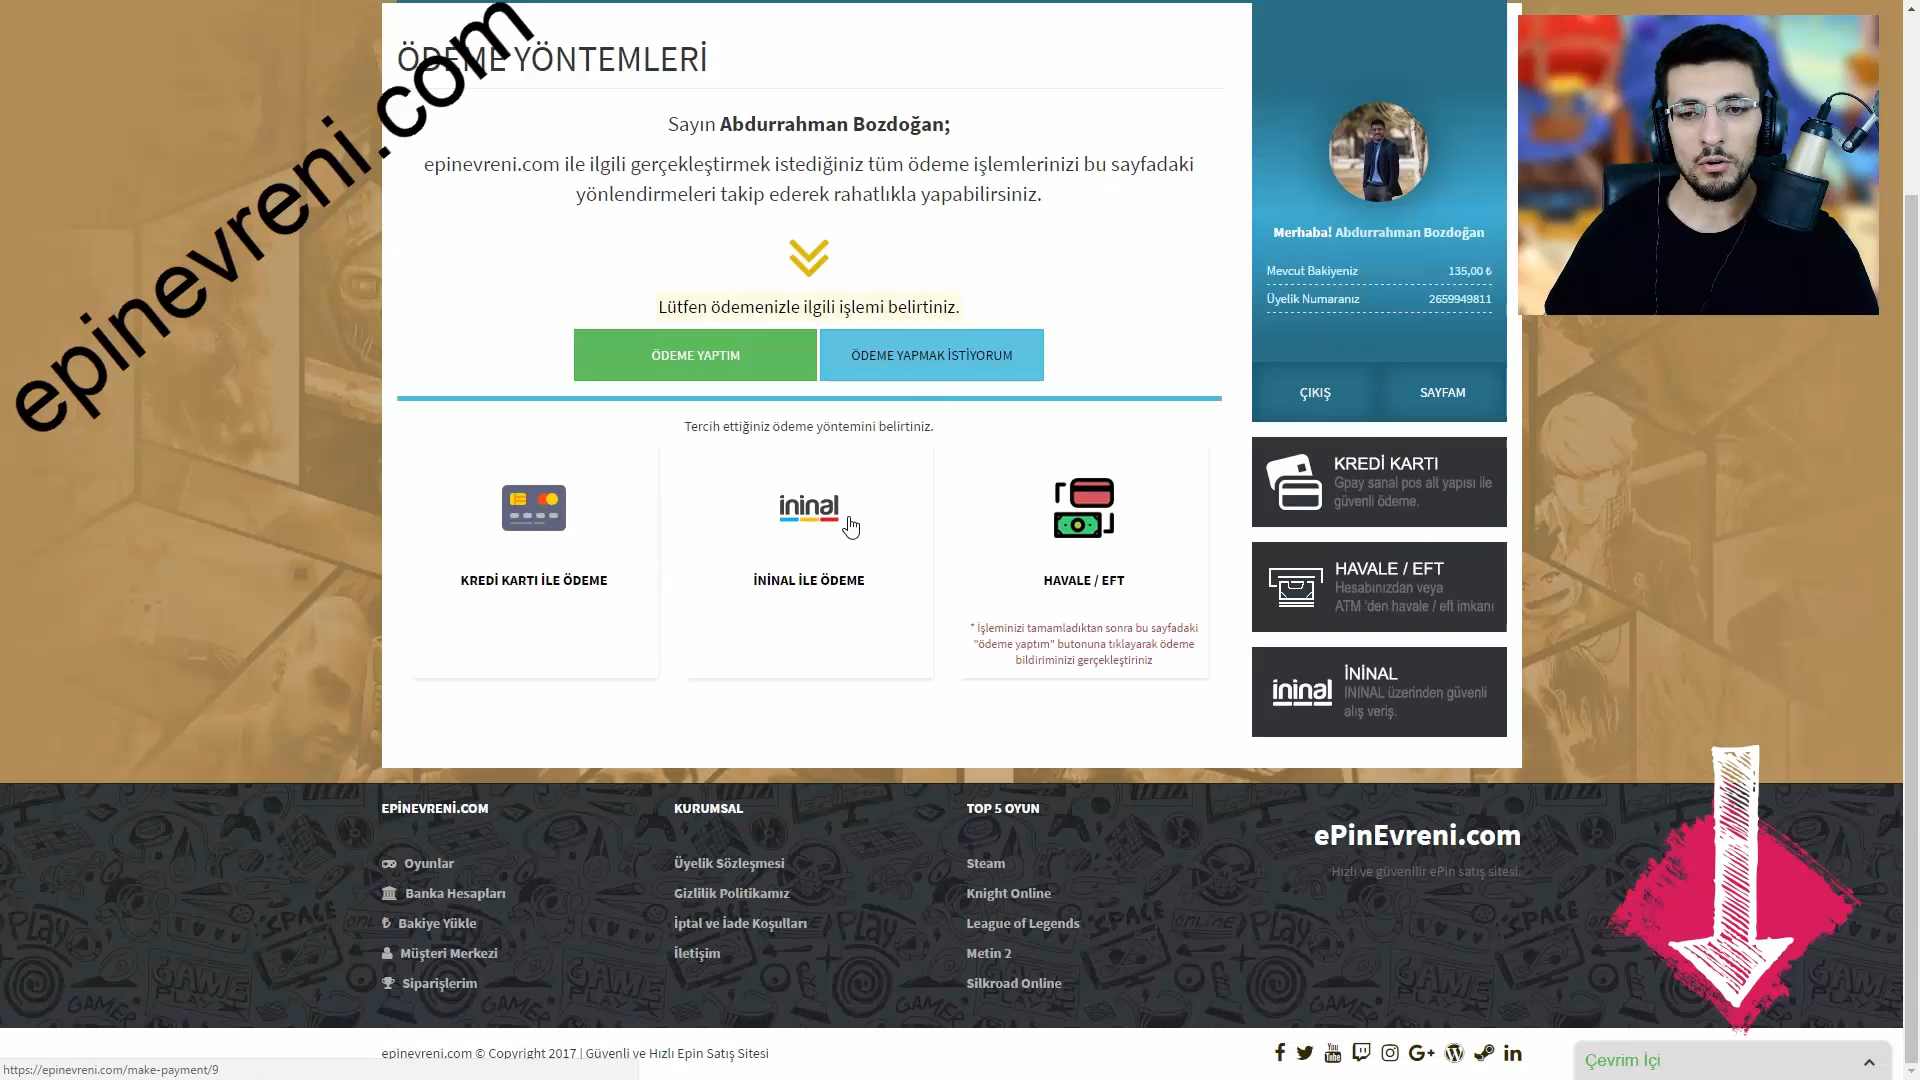 epinevreni.com
ÖDEME YÖNTEMLERİ
Sayın Abdurrahman Bozdoğan;
epinevreni.com ile ilgili gerçekleştirmek istediğiniz tüm ödeme işlemlerinizi bu sayfadaki
yönlendirmeleri takip ederek rahatlıkla yapabilirsiniz.
Lütfen ödemenizle ilgili işlemi belirtiniz.
ÖDEME YAPTIM
ÖDEME YAPMAK İSTİYORUM
Tercih ettiğiniz ödeme yöntemini belirtiniz.
KREDİ KARTI İLE ÖDEME
ininal
İNİNAL İLE ÖDEME
HAVALE / EFT
* İşleminizi tamamladıktan sonra bu sayfadaki
"ödeme yaptım" butonuna tıklayarak ödeme
bildiriminizi gerçekleştiriniz
Merhaba! Abdurrahman Bozdoğan
Mevcut Bakiyeniz 135,00 ₺
Üyelik Numaranız 2659949811
ÇIKIŞ
SAYFAM
KREDİ KARTI
Gpay sanal pos alt yapısı ile
güvenli ödeme.
HAVALE / EFT
Hesabınızdan veya
ATM 'den havale / eft imkanı
ininal
İNİNAL
ININAL üzerinden güvenli
alış veriş.
EPİNEVRENİ.COM
Oyunlar
Banka Hesapları
Bakiye Yükle
Müşteri Merkezi
Siparişlerim
KURUMSAL
Üyelik Sözleşmesi
Gizlilik Politikamız
İptal ve İade Koşulları
İletişim
TOP 5 OYUN
Steam
Knight Online
League of Legends
Metin 2
Silkroad Online
ePinEvreni.com
Hızlı ve güvenilir ePin satış sitesi.
epinevreni.com © Copyright 2017 | Güvenli ve Hızlı Epin Satış Sitesi
Çevrim İçi
https://epinevreni.com/make-payment/9